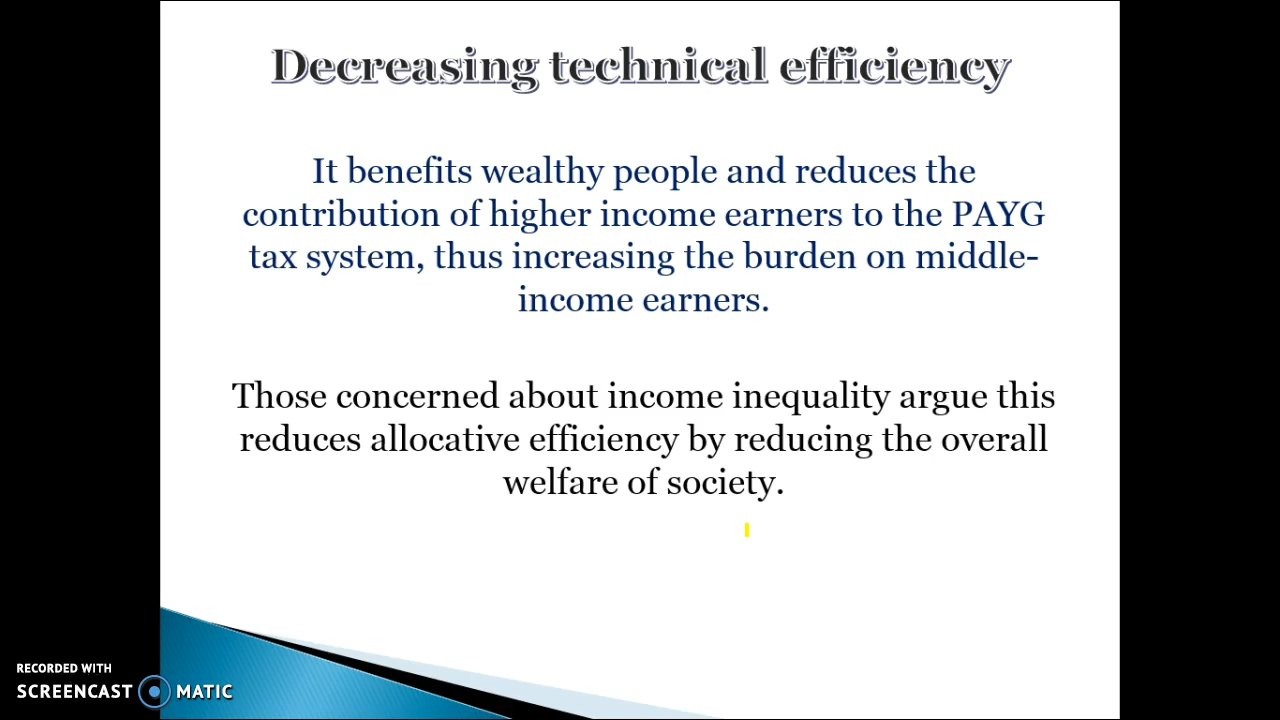 Decreasing technical efficiency
It benefits wealthy people and reduces the
contribution of higher income earners to the PAYG
tax system, thus increasing the burden on middle-
income earners.
Those concerned about income inequality argue this
reduces allocative efficiency by reducing the overall
welfare of society.
RECORDED WITH
SCREENCAST MATIC